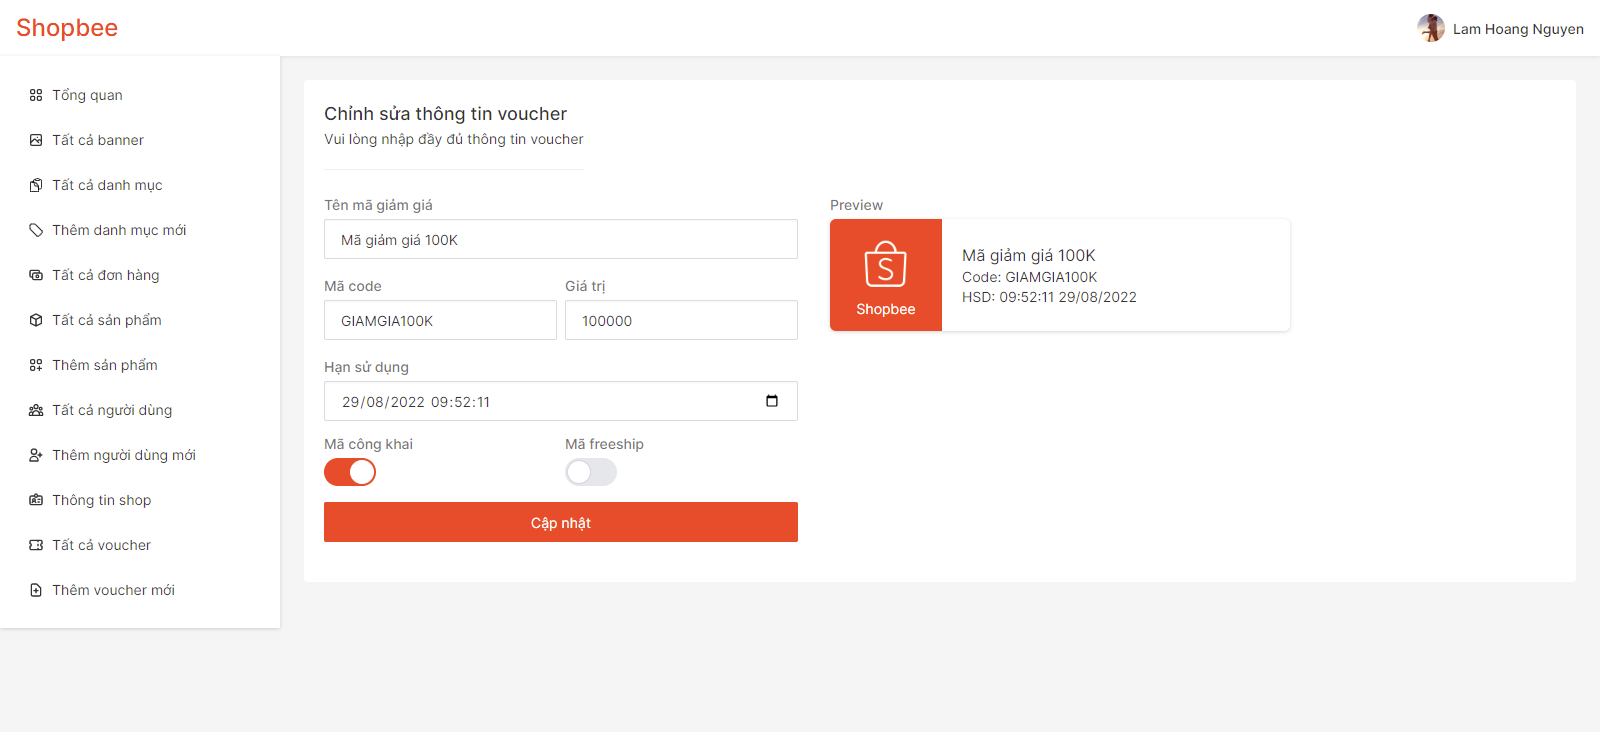 Shopbee
Lam Hoang Nguyen
Tổng quan
Tất cả banner
Tất cả danh mục
Thêm danh mục mới
Tất cả đơn hàng
Tất cả sản phẩm
Thêm sản phẩm
Tất cả người dùng
Thêm người dùng mới
Thông tin shop
Tất cả voucher
Thêm voucher mới
Chỉnh sửa thông tin voucher
Vui lòng nhập đầy đủ thông tin voucher
Tên mã giảm giá
Mã giảm giá 100K
Mã code
Giá trị
GIAMGIA100K
100000
Hạn sử dụng
29/08/2022 09:52:11
Mã công khai
Mã freeship
Cập nhật
Preview
S
Shopbee
Mã giảm giá 100K
Code: GIAMGIA100K
HSD: 09:52:11 29/08/2022